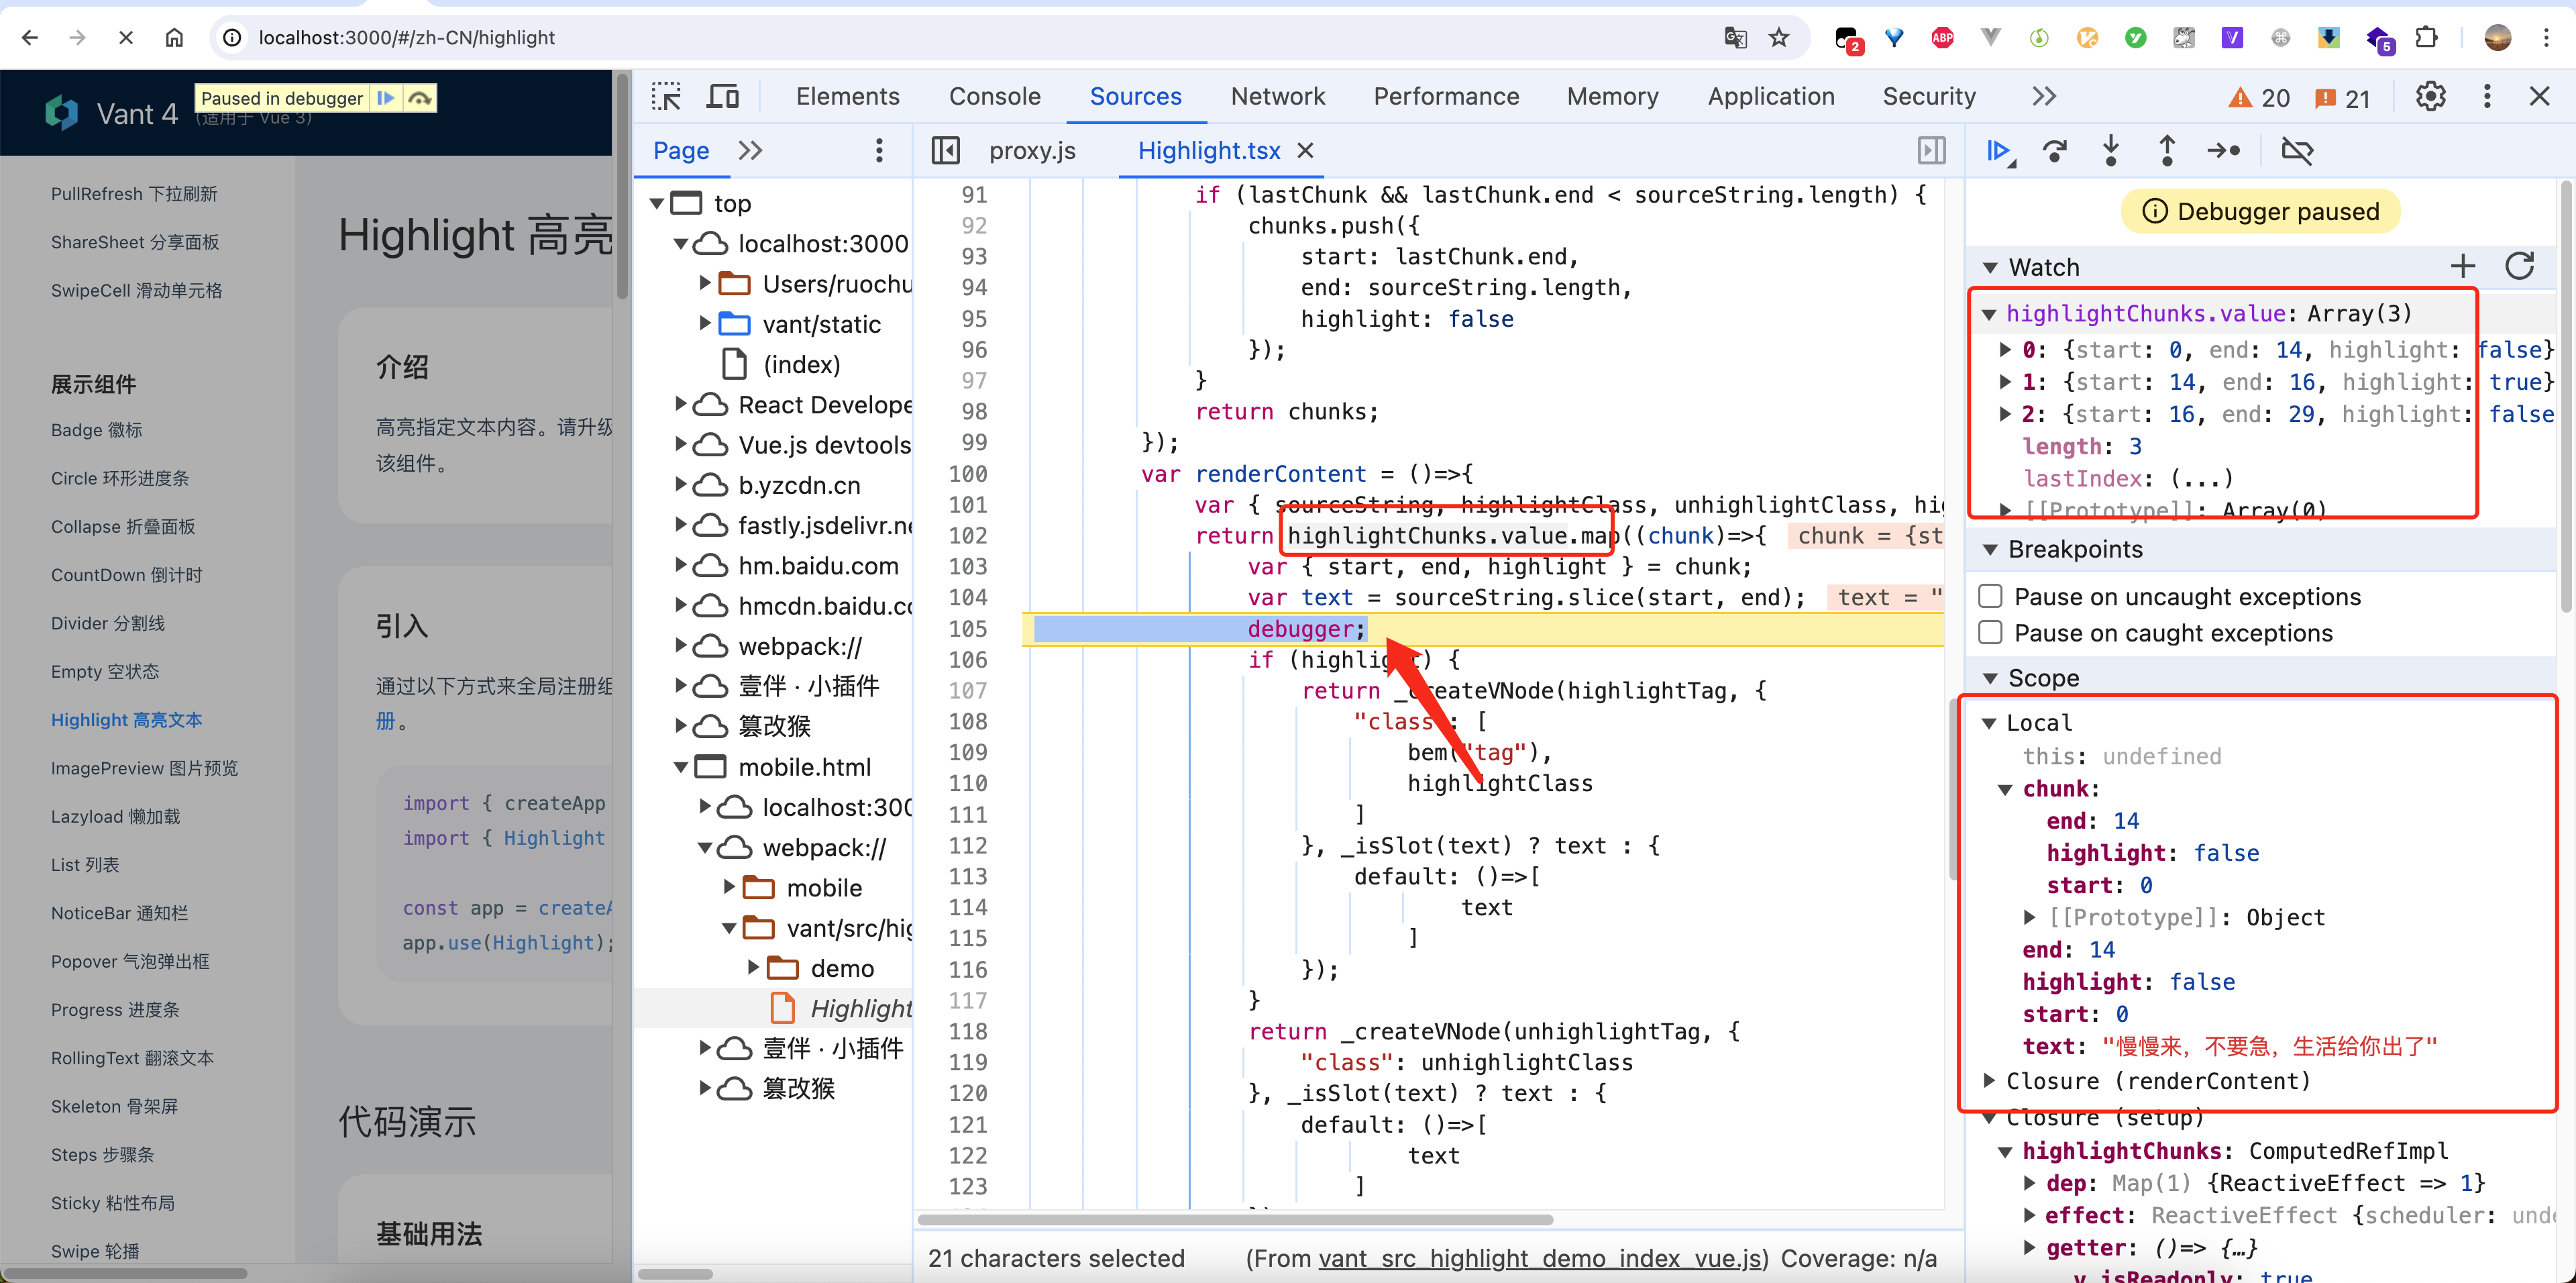 localhost:3000/#/zh-CN/highlight
ABP
2
5
Vant 4
Paused in debugger
(适用于 Vue 3)
PullRefresh 下拉刷新
ShareSheet 分享面板
SwipeCell 滑动单元格
展示组件
Badge 徽标
Circle 环形进度条
Collapse 折叠面板
CountDown 倒计时
Divider 分割线
Empty 空状态
Highlight 高亮文本
ImagePreview 图片预览
Lazyload 懒加载
List 列表
NoticeBar 通知栏
Popover 气泡弹出框
Progress 进度条
RollingText 翻滚文本
Skeleton 骨架屏
Steps 步骤条
Sticky 粘性布局
Swipe 轮播
Highlight 高亮
介绍
高亮指定文本内容。请升级
该组件。
引入
通过以下方式来全局注册组
册。
import { createApp
import { Highlight
const app = createA
app.use(Highlight);
代码演示
基础用法
Elements Console Sources Network Performance Memory Application Security
20 21
Page
top
localhost:3000
Users/ruochu
vant/static
(index)
React Develope
Vue.js devtools
b.yzcdn.cn
fastly.jsdelivr.ne
hm.baidu.com
hmcdn.baidu.co
webpack://
壹伴 · 小插件
篡改猴
mobile.html
localhost:300
webpack://
mobile
vant/src/hig
demo
Highlight
壹伴 · 小插件
篡改猴
proxy.js Highlight.tsx
91 if (lastChunk && lastChunk.end < sourceString.length) {
92 chunks.push({
93 start: lastChunk.end,
94 end: sourceString.length,
95 highlight: false
96 });
97 }
98 return chunks;
99 });
100 var renderContent = ()=>{
101 var { sourceString, highlightClass, unhighlightClass, hi
102 return highlightChunks.value.map((chunk)=>{ chunk = {st
103 var { start, end, highlight } = chunk;
104 var text = sourceString.slice(start, end); text = "
105 debugger;
106 if (highlight) {
107 return _createVNode(highlightTag, {
108 "class": [
109 bem("tag"),
110 highlightClass
111 ]
112 }, _isSlot(text) ? text : {
113 default: ()=>[
114 text
115 ]
116 });
117 }
118 return _createVNode(unhighlightTag, {
119 "class": unhighlightClass
120 }, _isSlot(text) ? text : {
121 default: ()=>[
122 text
123 ]
21 characters selected (From vant_src_highlight_demo_index_vue.js) Coverage: n/a
Debugger paused
Watch
highlightChunks.value: Array(3)
0: {start: 0, end: 14, highlight: false}
1: {start: 14, end: 16, highlight: true}
2: {start: 16, end: 29, highlight: false
length: 3
lastIndex: (...)
[[Prototype]]: Array(0)
Breakpoints
Pause on uncaught exceptions
Pause on caught exceptions
Scope
Local
this: undefined
chunk:
end: 14
highlight: false
start: 0
[[Prototype]]: Object
end: 14
highlight: false
start: 0
text: "慢慢来，不要急，生活给你出了"
Closure (renderContent)
Closure (setup)
highlightChunks: ComputedRefImpl
dep: Map(1) {ReactiveEffect => 1}
effect: ReactiveEffect {scheduler: unde
getter: ()=> {…}
v_isReadonly: true